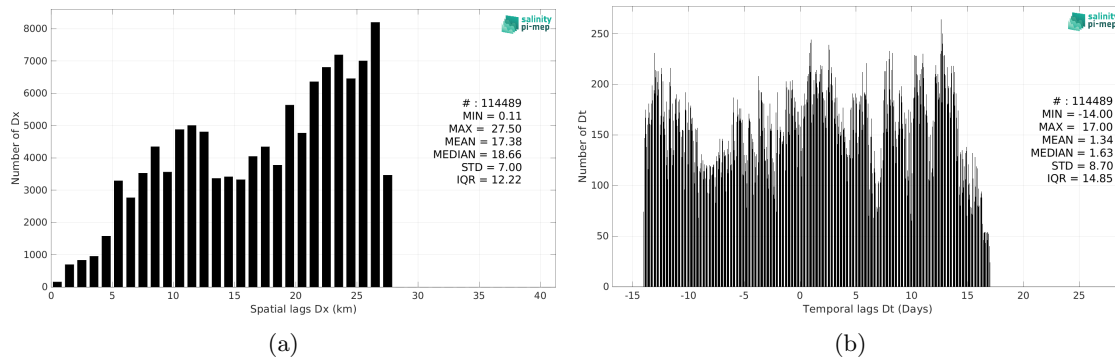 8000
7000
6000
5000
4000
3000
2000
1000
0
Number of Dx
0 5 10 15 20 25 30 35 40
Spatial lags Dx (km)
salinity
pi-mep
# : 114489
MIN = 0.11
MAX = 27.50
MEAN = 17.38
MEDIAN = 18.66
STD = 7.00
IQR = 12.22
(a)
250
200
150
100
50
0
Number of Dt
-15 -10 -5 0 5 10 15 20 25
Temporal lags Dt (Days)
salinity
pi-mep
# : 114489
MIN = -14.00
MAX = 17.00
MEAN = 1.34
MEDIAN = 1.63
STD = 8.70
IQR = 14.85
(b)